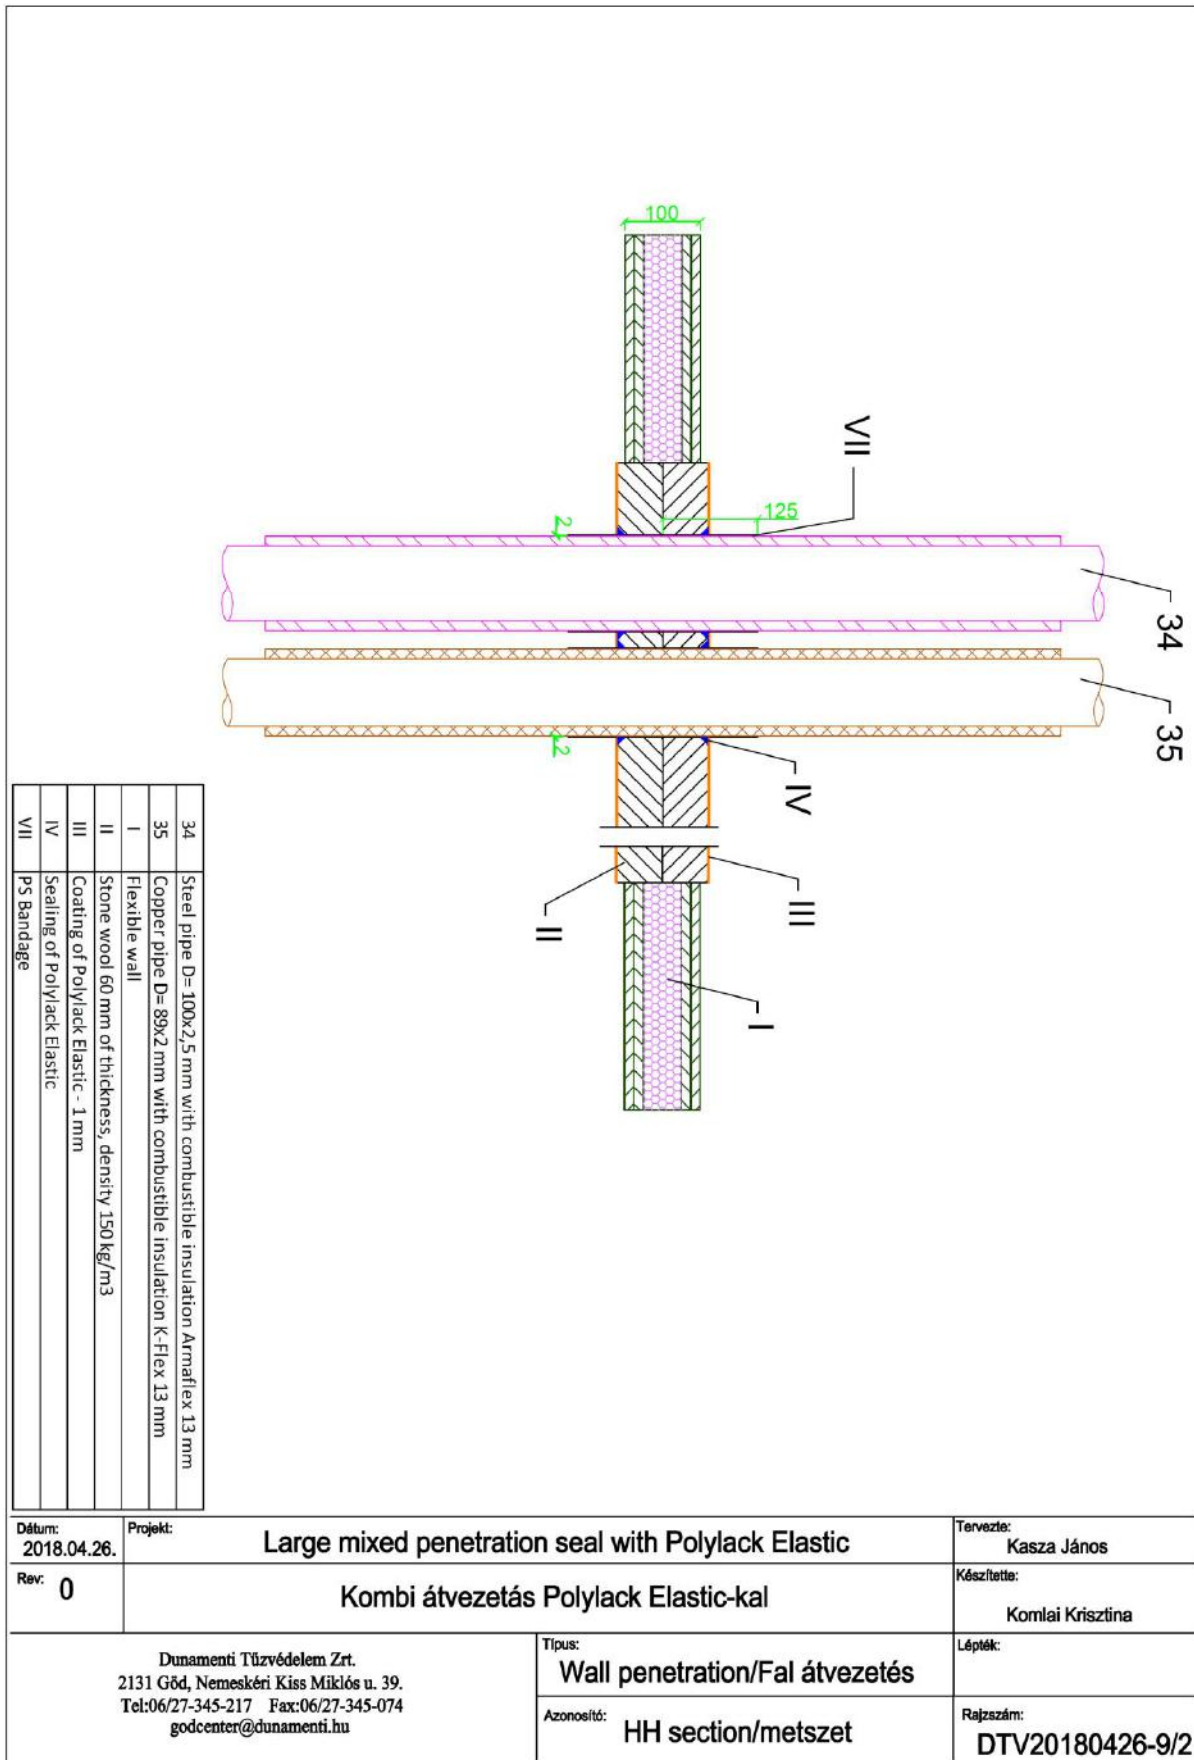 100
VII
125
2
34
35
2
IV
III
II
I
34 Steel pipe D= 100x2,5 mm with combustible insulation Armaflex 13 mm
35 Copper pipe D= 89x2 mm with combustible insulation K-Flex 13 mm
I Flexible wall
II Stone wool 60 mm of thickness, density 150 kg/m3
III Coating of Polylack Elastic - 1 mm
IV Sealing of Polylack Elastic
VII PS Bandage
Dátum:
2018.04.26.
Projekt:
Large mixed penetration seal with Polylack Elastic
Tervezte:
Kasza János
Rev: 0
Kombi átvezetás Polylack Elastic-kal
Készítette:
Komlai Krisztina
Dunamenti Tűzvédelem Zrt.
2131 Göd, Nemeskéri Kiss Miklós u. 39.
Tel:06/27-345-217 Fax:06/27-345-074
godcenter@dunamenti.hu
Típus:
Wall penetration/Fal átvezetés
Lépték:
Azonosító:
HH section/metszet
Rajzszám:
DTV20180426-9/2